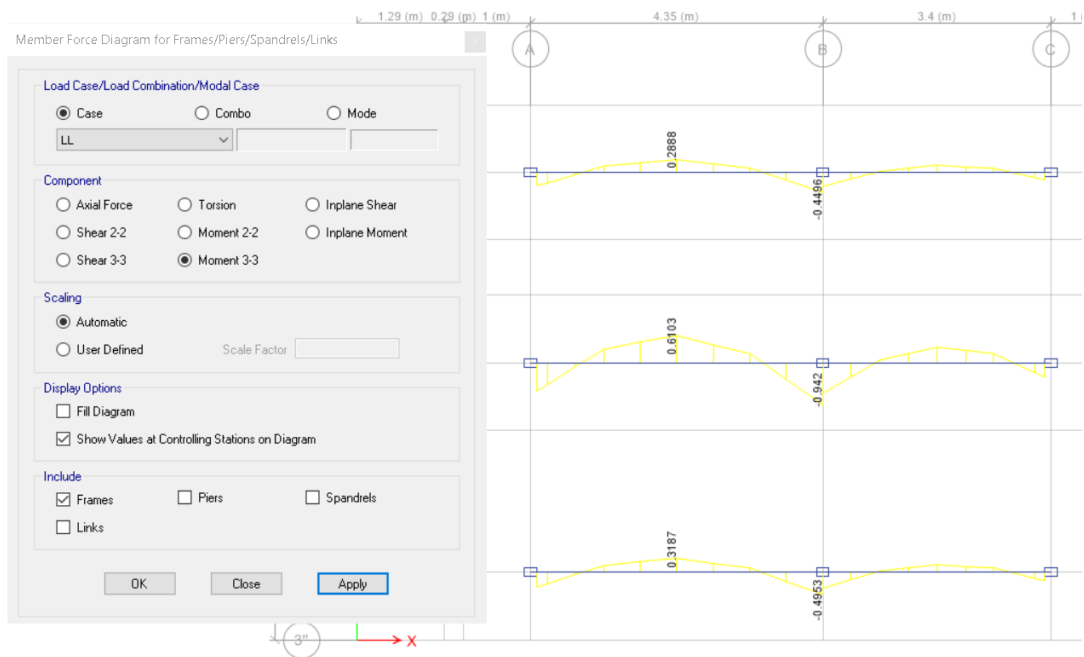 1.29 (m) 0.29 (m) 1 (m) 4.35 (m) 3.4 (m)
Member Force Diagram for Frames/Piers/Spandrels/Links
A B C
Load Case/Load Combination/Modal Case
Case Combo Mode
LL
Component
Axial Force Torsion Inplane Shear
Shear 2-2 Moment 2-2 Inplane Moment
Shear 3-3 Moment 3-3
Scaling
Automatic
User Defined Scale Factor
Display Options
Fill Diagram
Show Values at Controlling Stations on Diagram
Include
Frames Piers Spandrels
Links
OK Close Apply
0.2888
-0.4496
0.6103
-0.942
0.3187
-0.4953
3"
X